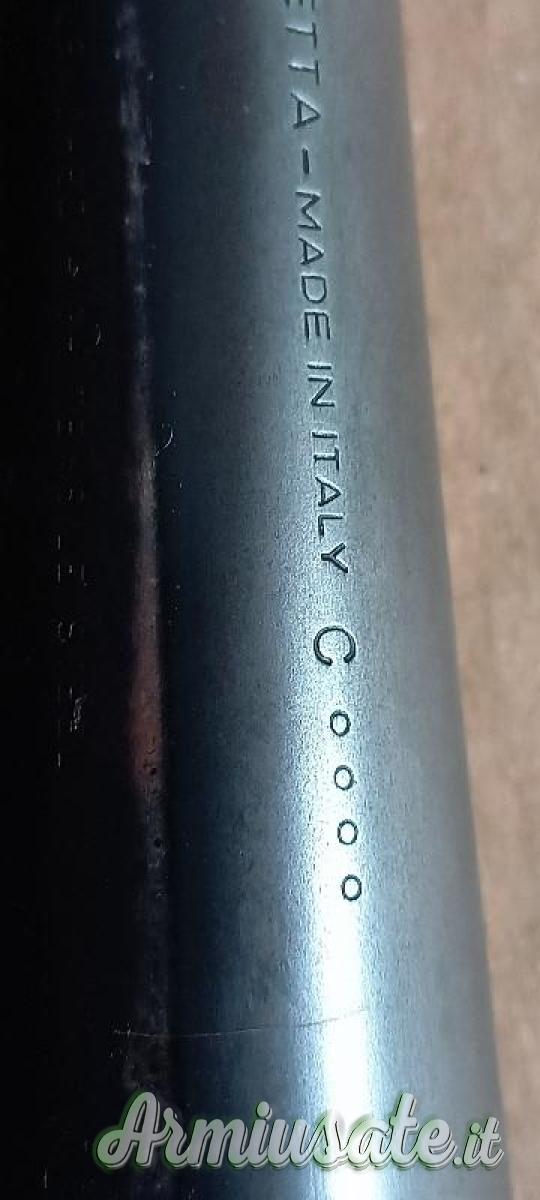 ETTA - MADE IN ITALY C o o o o
Armiusate.it